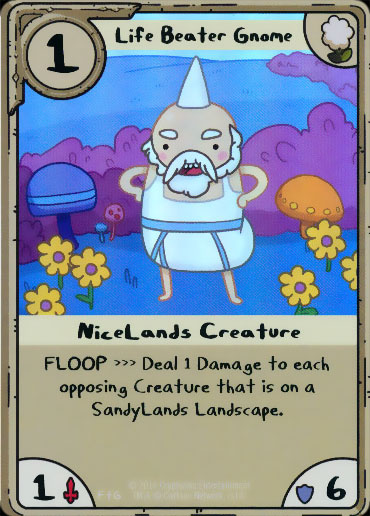 1
Life Beater Gnome
NiceLands Creature
FLOOP >>> Deal 1 Damage to each
opposing Creature that is on a
SandyLands Landscape.
1
6